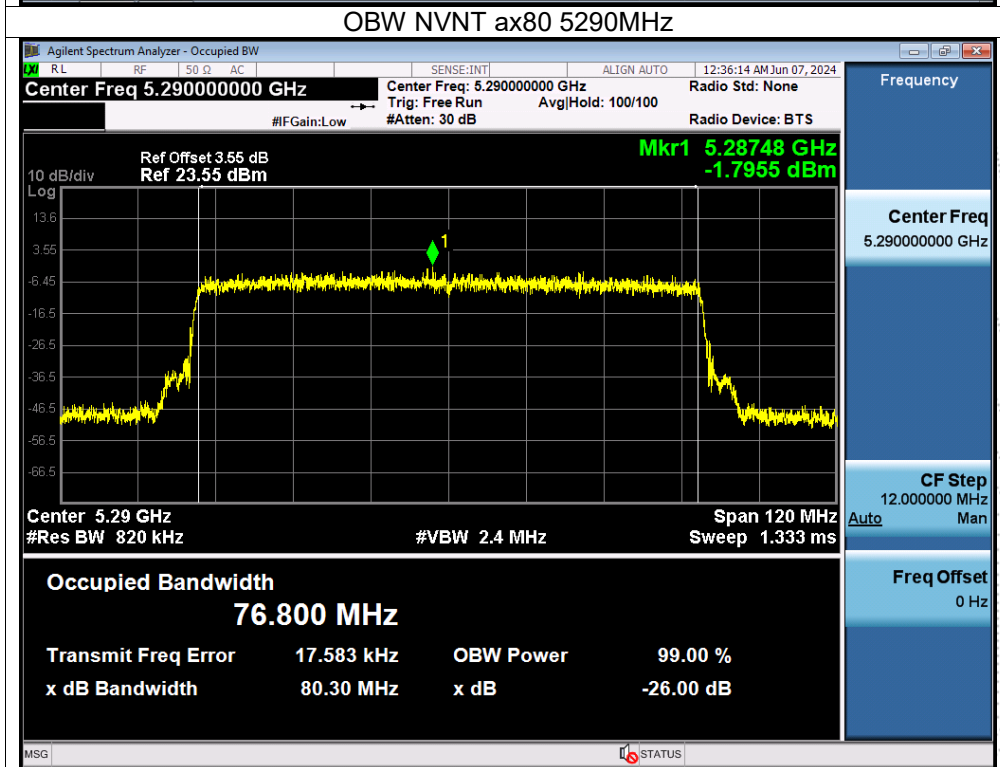 OBW NVNT ax80 5290MHz
Agilent Spectrum Analyzer - Occupied BW
LXI RL RF 50 Ω AC SENSE:INT ALIGN AUTO 12:36:14 AM Jun 07, 2024
Center Freq 5.290000000 GHz
Center Freq: 5.290000000 GHz Radio Std: None
Trig: Free Run Avg|Hold: 100/100
#IFGain:Low #Atten: 30 dB Radio Device: BTS
Mkr1 5.28748 GHz
-1.7955 dBm
Ref Offset 3.55 dB
10 dB/div Ref 23.55 dBm
Log
13.6
3.55
-6.45
-16.5
-26.5
-36.5
-46.5
-56.5
-66.5
1
Center 5.29 GHz Span 120 MHz
#Res BW 820 kHz #VBW 2.4 MHz Sweep 1.333 ms
Occupied Bandwidth
76.800 MHz
Transmit Freq Error 17.583 kHz OBW Power 99.00 %
x dB Bandwidth 80.30 MHz x dB -26.00 dB
Frequency
Center Freq
5.290000000 GHz
CF Step
12.000000 MHz
Auto Man
Freq Offset
0 Hz
MSG STATUS